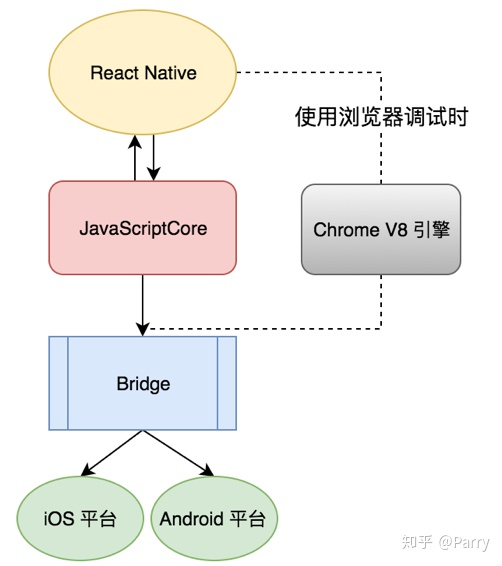 React Native
使用浏览器调试时
JavaScriptCore
Chrome V8 引擎
Bridge
iOS 平台
Android 平台
知乎 @Parry